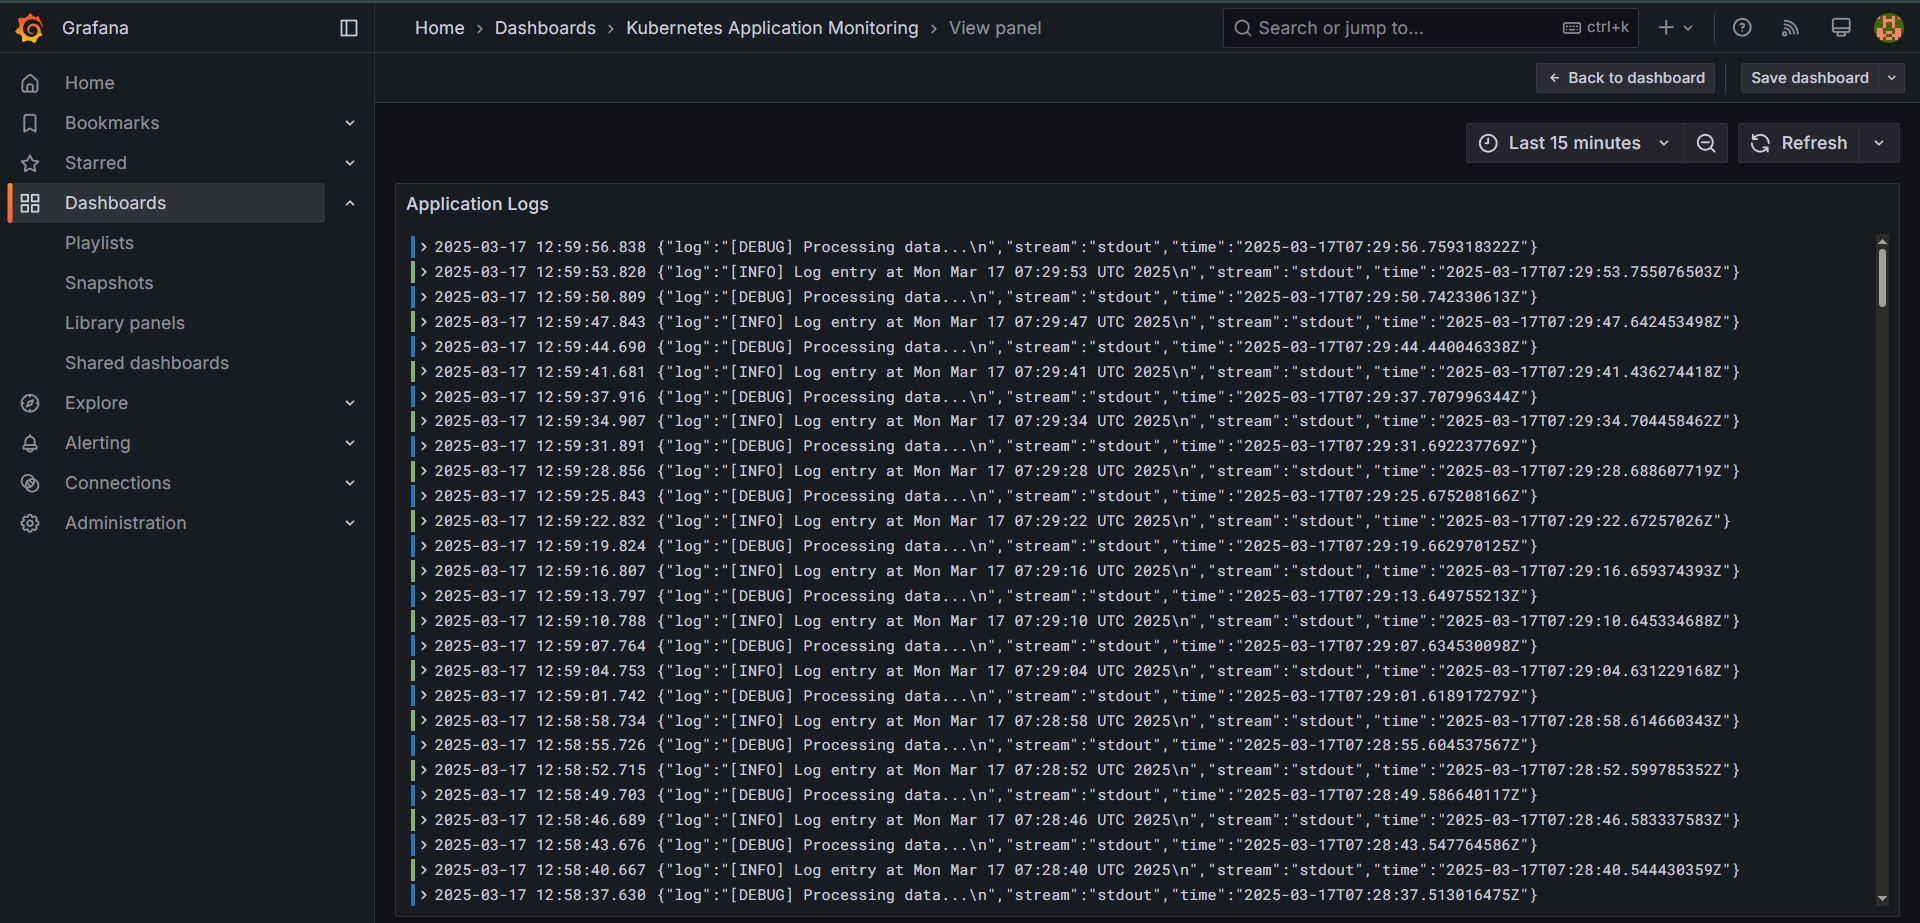 Grafana
Home › Dashboards › Kubernetes Application Monitoring › View panel
Search or jump to... ctrl+k
Back to dashboard
Save dashboard
Home
Bookmarks
Starred
Dashboards
Playlists
Snapshots
Library panels
Shared dashboards
Explore
Alerting
Connections
Administration
Last 15 minutes
Refresh
Application Logs
2025-03-17 12:59:56.838 {"log":"[DEBUG] Processing data...\n","stream":"stdout","time":"2025-03-17T07:29:56.759318322Z"}
2025-03-17 12:59:53.820 {"log":"[INFO] Log entry at Mon Mar 17 07:29:53 UTC 2025\n","stream":"stdout","time":"2025-03-17T07:29:53.755076503Z"}
2025-03-17 12:59:50.809 {"log":"[DEBUG] Processing data...\n","stream":"stdout","time":"2025-03-17T07:29:50.742330613Z"}
2025-03-17 12:59:47.843 {"log":"[INFO] Log entry at Mon Mar 17 07:29:47 UTC 2025\n","stream":"stdout","time":"2025-03-17T07:29:47.642453498Z"}
2025-03-17 12:59:44.690 {"log":"[DEBUG] Processing data...\n","stream":"stdout","time":"2025-03-17T07:29:44.440046338Z"}
2025-03-17 12:59:41.681 {"log":"[INFO] Log entry at Mon Mar 17 07:29:41 UTC 2025\n","stream":"stdout","time":"2025-03-17T07:29:41.436274418Z"}
2025-03-17 12:59:37.916 {"log":"[DEBUG] Processing data...\n","stream":"stdout","time":"2025-03-17T07:29:37.707996344Z"}
2025-03-17 12:59:34.907 {"log":"[INFO] Log entry at Mon Mar 17 07:29:34 UTC 2025\n","stream":"stdout","time":"2025-03-17T07:29:34.704458462Z"}
2025-03-17 12:59:31.891 {"log":"[DEBUG] Processing data...\n","stream":"stdout","time":"2025-03-17T07:29:31.692237769Z"}
2025-03-17 12:59:28.856 {"log":"[INFO] Log entry at Mon Mar 17 07:29:28 UTC 2025\n","stream":"stdout","time":"2025-03-17T07:29:28.688607719Z"}
2025-03-17 12:59:25.843 {"log":"[DEBUG] Processing data...\n","stream":"stdout","time":"2025-03-17T07:29:25.675208166Z"}
2025-03-17 12:59:22.832 {"log":"[INFO] Log entry at Mon Mar 17 07:29:22 UTC 2025\n","stream":"stdout","time":"2025-03-17T07:29:22.67257026Z"}
2025-03-17 12:59:19.824 {"log":"[DEBUG] Processing data...\n","stream":"stdout","time":"2025-03-17T07:29:19.662970125Z"}
2025-03-17 12:59:16.807 {"log":"[INFO] Log entry at Mon Mar 17 07:29:16 UTC 2025\n","stream":"stdout","time":"2025-03-17T07:29:16.659374393Z"}
2025-03-17 12:59:13.797 {"log":"[DEBUG] Processing data...\n","stream":"stdout","time":"2025-03-17T07:29:13.649755213Z"}
2025-03-17 12:59:10.788 {"log":"[INFO] Log entry at Mon Mar 17 07:29:10 UTC 2025\n","stream":"stdout","time":"2025-03-17T07:29:10.645334688Z"}
2025-03-17 12:59:07.764 {"log":"[DEBUG] Processing data...\n","stream":"stdout","time":"2025-03-17T07:29:07.634530098Z"}
2025-03-17 12:59:04.753 {"log":"[INFO] Log entry at Mon Mar 17 07:29:04 UTC 2025\n","stream":"stdout","time":"2025-03-17T07:29:04.631229168Z"}
2025-03-17 12:59:01.742 {"log":"[DEBUG] Processing data...\n","stream":"stdout","time":"2025-03-17T07:29:01.618917279Z"}
2025-03-17 12:58:58.734 {"log":"[INFO] Log entry at Mon Mar 17 07:28:58 UTC 2025\n","stream":"stdout","time":"2025-03-17T07:28:58.614660343Z"}
2025-03-17 12:58:55.726 {"log":"[DEBUG] Processing data...\n","stream":"stdout","time":"2025-03-17T07:28:55.604537567Z"}
2025-03-17 12:58:52.715 {"log":"[INFO] Log entry at Mon Mar 17 07:28:52 UTC 2025\n","stream":"stdout","time":"2025-03-17T07:28:52.599785352Z"}
2025-03-17 12:58:49.703 {"log":"[DEBUG] Processing data...\n","stream":"stdout","time":"2025-03-17T07:28:49.586640117Z"}
2025-03-17 12:58:46.689 {"log":"[INFO] Log entry at Mon Mar 17 07:28:46 UTC 2025\n","stream":"stdout","time":"2025-03-17T07:28:46.583337583Z"}
2025-03-17 12:58:43.676 {"log":"[DEBUG] Processing data...\n","stream":"stdout","time":"2025-03-17T07:28:43.547764586Z"}
2025-03-17 12:58:40.667 {"log":"[INFO] Log entry at Mon Mar 17 07:28:40 UTC 2025\n","stream":"stdout","time":"2025-03-17T07:28:40.544430359Z"}
2025-03-17 12:58:37.630 {"log":"[DEBUG] Processing data...\n","stream":"stdout","time":"2025-03-17T07:28:37.513016475Z"}